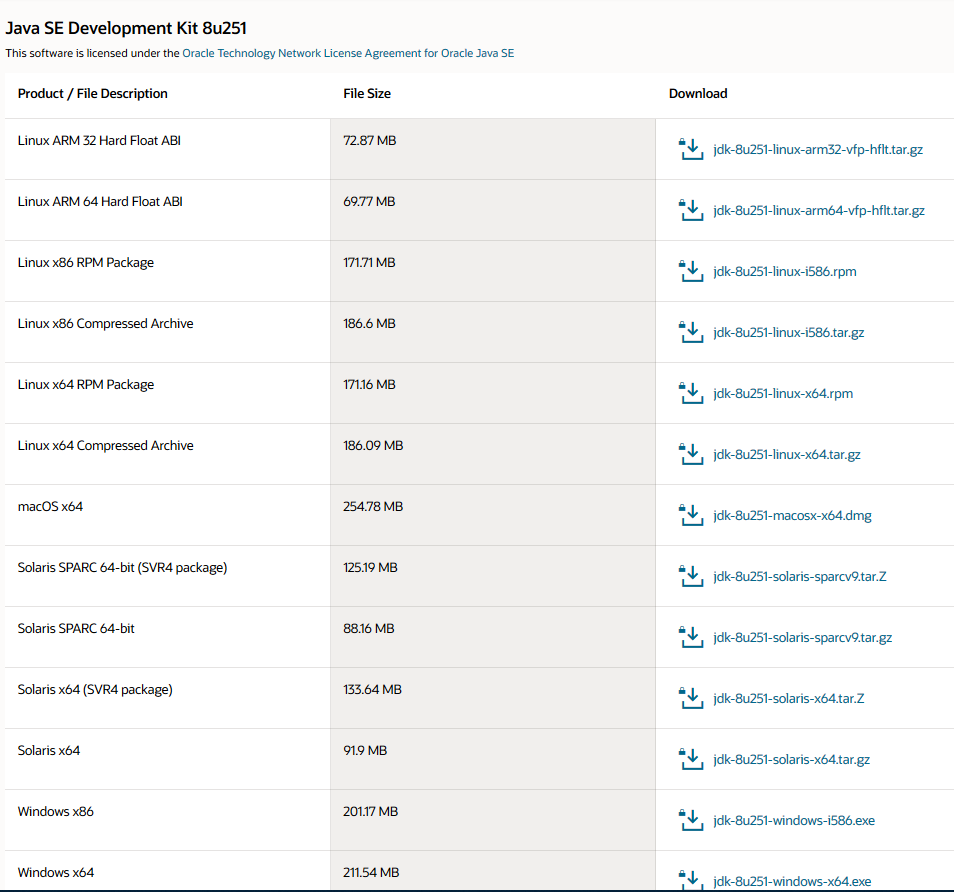 Java SE Development Kit 8u251
This software is licensed under the Oracle Technology Network License Agreement for Oracle Java SE
Product / File Description File Size Download
Linux ARM 32 Hard Float ABI 72.87 MB jdk-8u251-linux-arm32-vfp-hflt.tar.gz
Linux ARM 64 Hard Float ABI 69.77 MB jdk-8u251-linux-arm64-vfp-hflt.tar.gz
Linux x86 RPM Package 171.71 MB jdk-8u251-linux-i586.rpm
Linux x86 Compressed Archive 186.6 MB jdk-8u251-linux-i586.tar.gz
Linux x64 RPM Package 171.16 MB jdk-8u251-linux-x64.rpm
Linux x64 Compressed Archive 186.09 MB jdk-8u251-linux-x64.tar.gz
macOS x64 254.78 MB jdk-8u251-macosx-x64.dmg
Solaris SPARC 64-bit (SVR4 package) 125.19 MB jdk-8u251-solaris-sparcv9.tar.Z
Solaris SPARC 64-bit 88.16 MB jdk-8u251-solaris-sparcv9.tar.gz
Solaris x64 (SVR4 package) 133.64 MB jdk-8u251-solaris-x64.tar.Z
Solaris x64 91.9 MB jdk-8u251-solaris-x64.tar.gz
Windows x86 201.17 MB jdk-8u251-windows-i586.exe
Windows x64 211.54 MB jdk-8u251-windows-x64.exe